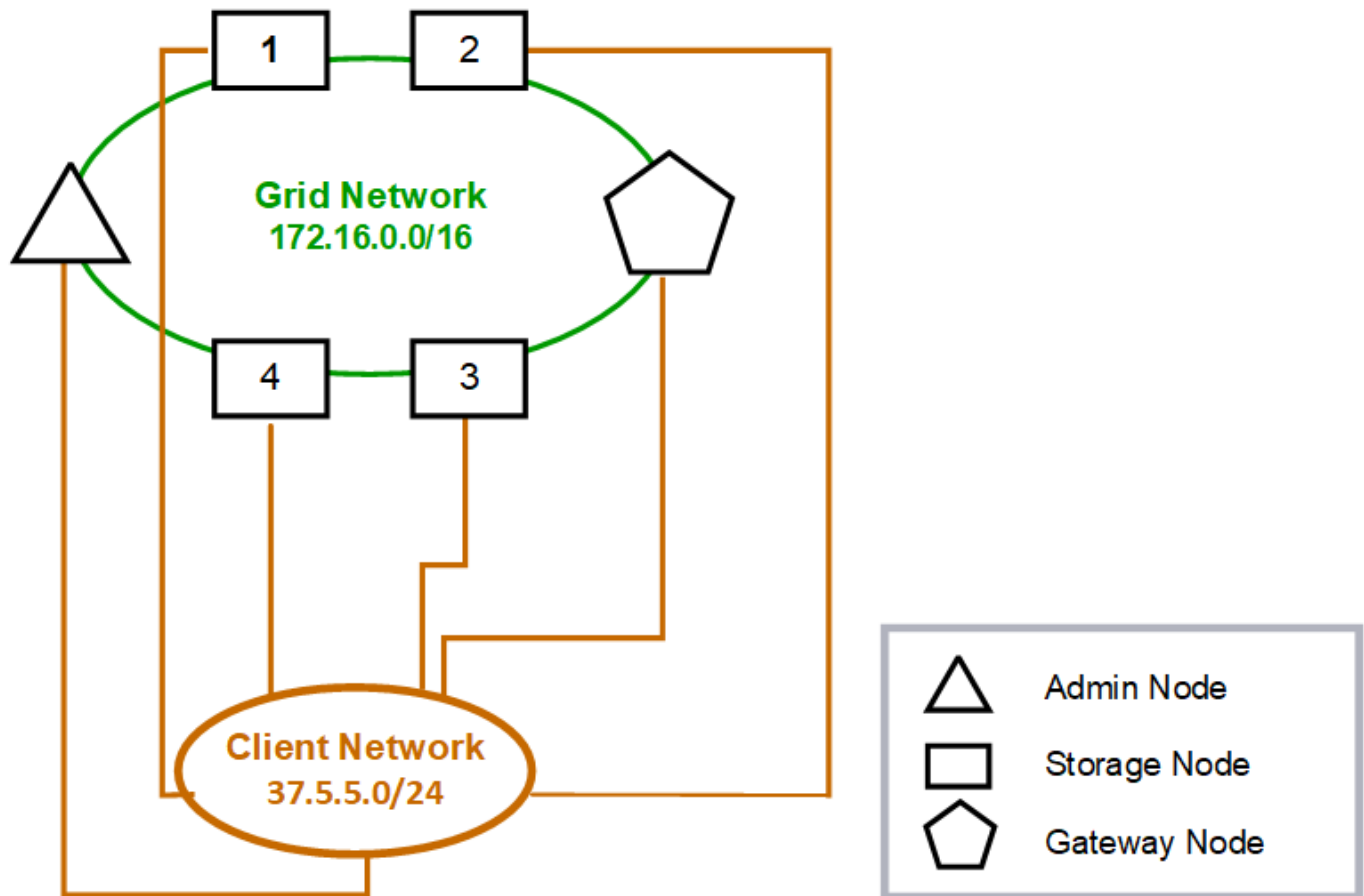 1
2
Grid Network
172.16.0.0/16
4
3
Client Network
37.5.5.0/24
Admin Node
Storage Node
Gateway Node